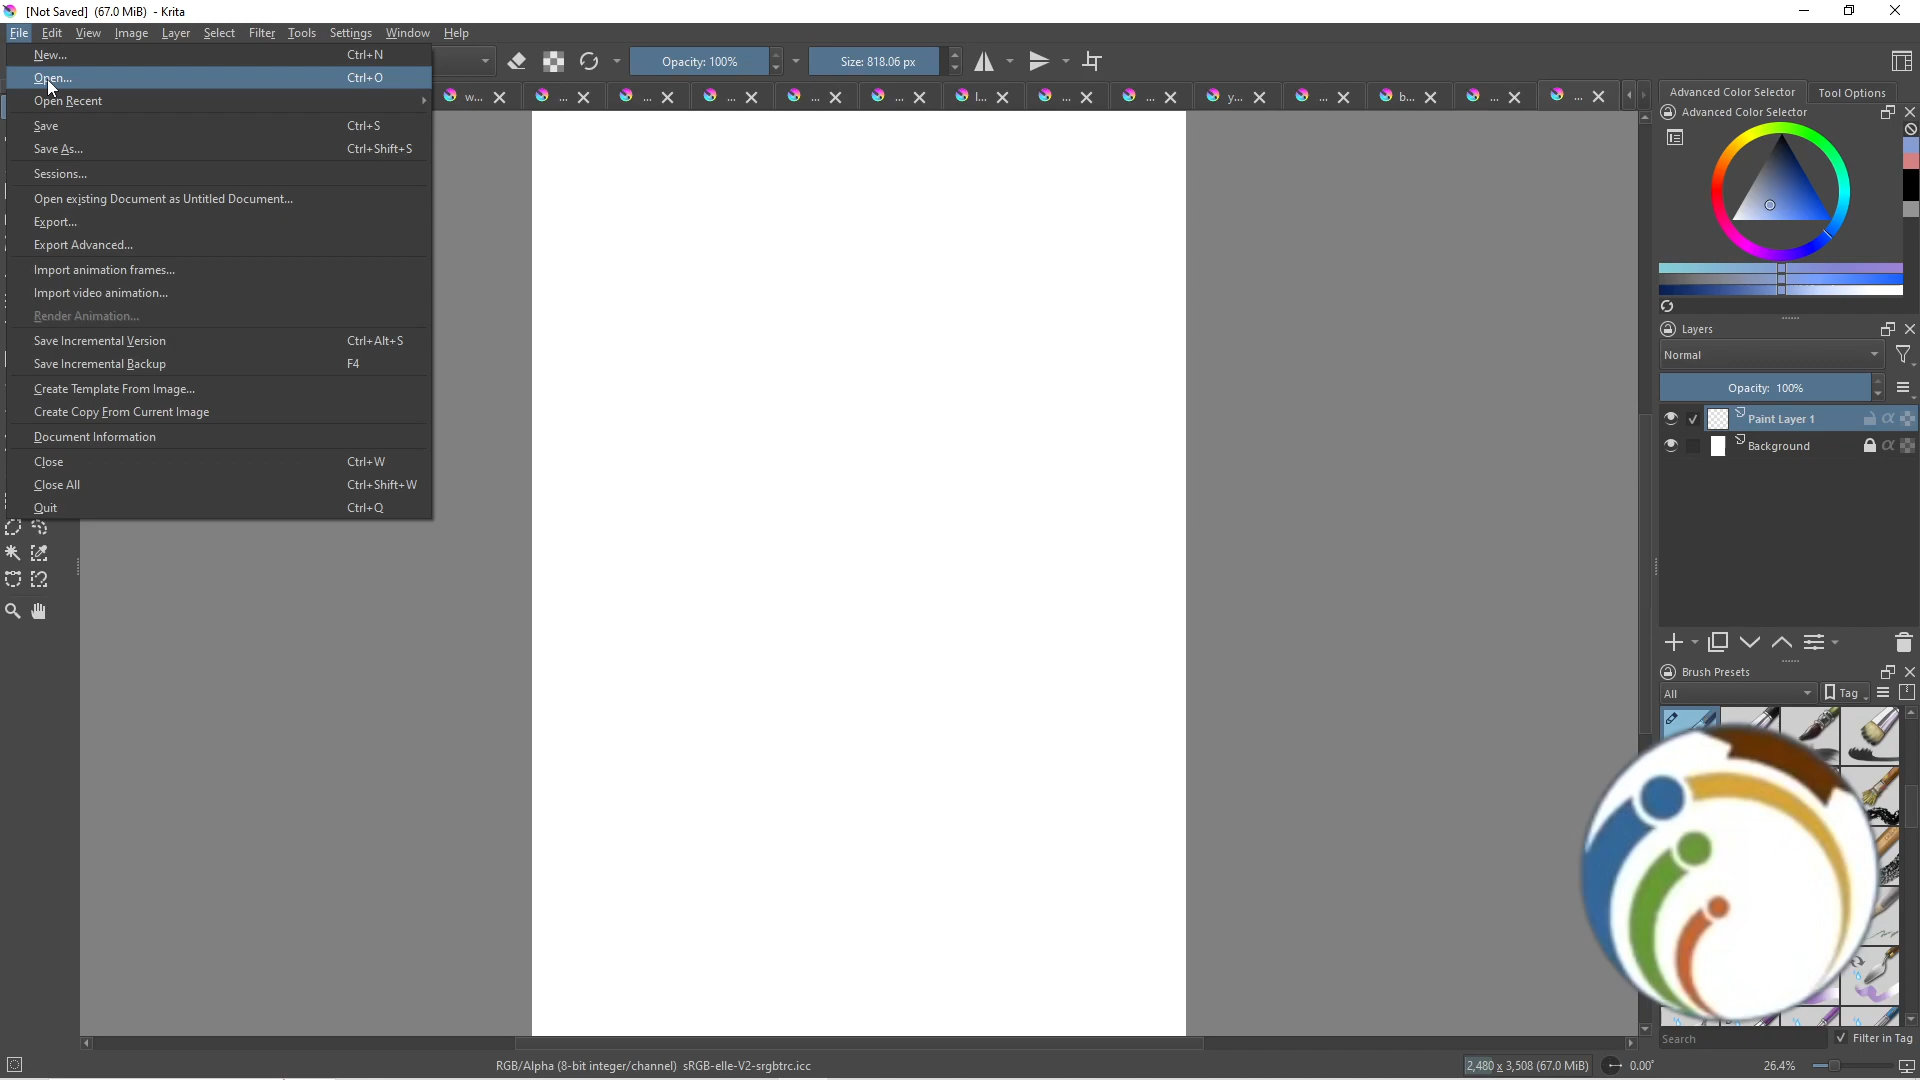 [Not Saved] (67.0 MiB) - Krita
File Edit View Image Layer Select Filter Tools Settings Window Help
New... Ctrl+N
Open... Ctrl+O
Open Recent
Save Ctrl+S
Save As... Ctrl+Shift+S
Sessions...
Open existing Document as Untitled Document...
Export...
Export Advanced...
Import animation frames...
Import video animation...
Render Animation...
Save Incremental Version Ctrl+Alt+S
Save Incremental Backup F4
Create Template From Image...
Create Copy From Current Image
Document Information
Close Ctrl+W
Close All Ctrl+Shift+W
Quit Ctrl+Q
Opacity: 100% Size: 818.06 px
w... ... ... ... ... ... l... ... ... y... ... b... ... ...
Advanced Color Selector Tool Options
Advanced Color Selector
Layers
Normal
Opacity: 100%
Paint Layer 1
Background
Brush Presets
All Tag
Search Filter in Tag
RGB/Alpha (8-bit integer/channel) sRGB-elle-V2-srgbtrc.icc 2,480 x 3,508 (67.0 MiB) 0.00° 26.4%